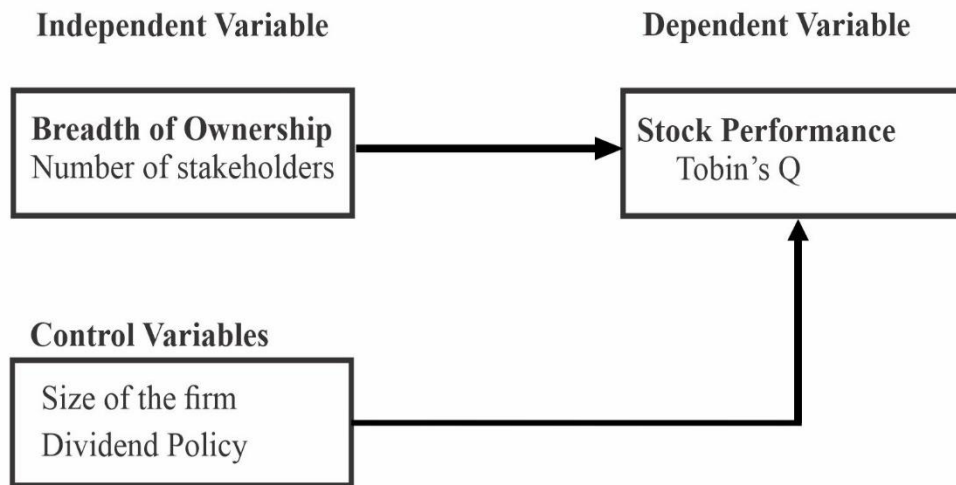 Independent Variable
Dependent Variable
Breadth of Ownership
Number of stakeholders
Stock Performance
Tobin’s Q
Control Variables
Size of the firm
Dividend Policy